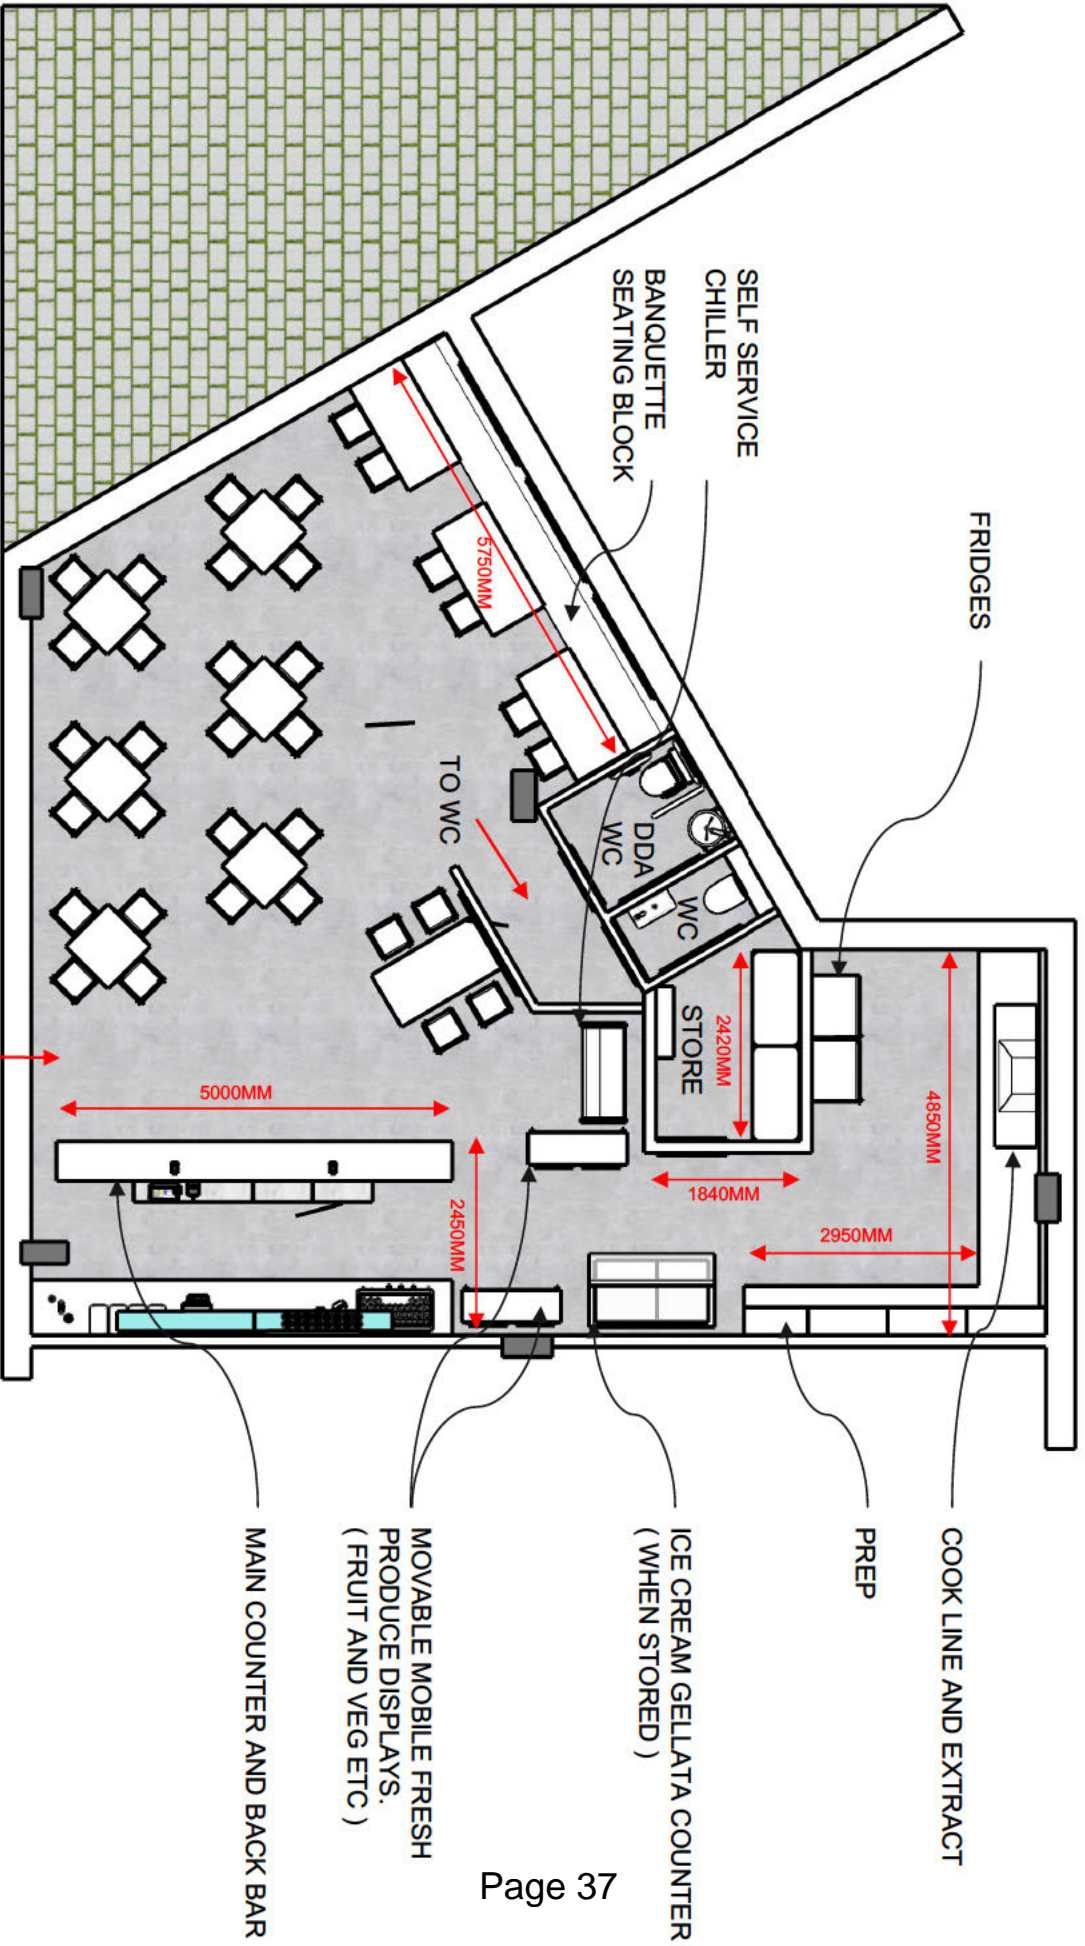 SELF SERVICE
CHILLER
BANQUETTE
SEATING BLOCK
FRIDGES
5750MM
TO WC
DDA
WC
WC
STORE
2420MM
4850MM
5000MM
2450MM
1840MM
2950MM
COOK LINE AND EXTRACT
PREP
ICE CREAM GELLATA COUNTER
( WHEN STORED )
MOVABLE MOBILE FRESH
PRODUCE DISPLAYS.
( FRUIT AND VEG ETC )
MAIN COUNTER AND BACK BAR
Page 37